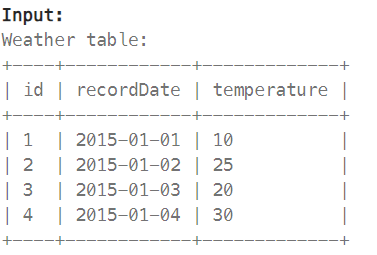 Input:
Weather table:
+----+------------+-------------+
| id | recordDate | temperature |
+----+------------+-------------+
| 1  | 2015-01-01 | 10          |
| 2  | 2015-01-02 | 25          |
| 3  | 2015-01-03 | 20          |
| 4  | 2015-01-04 | 30          |
+----+------------+-------------+